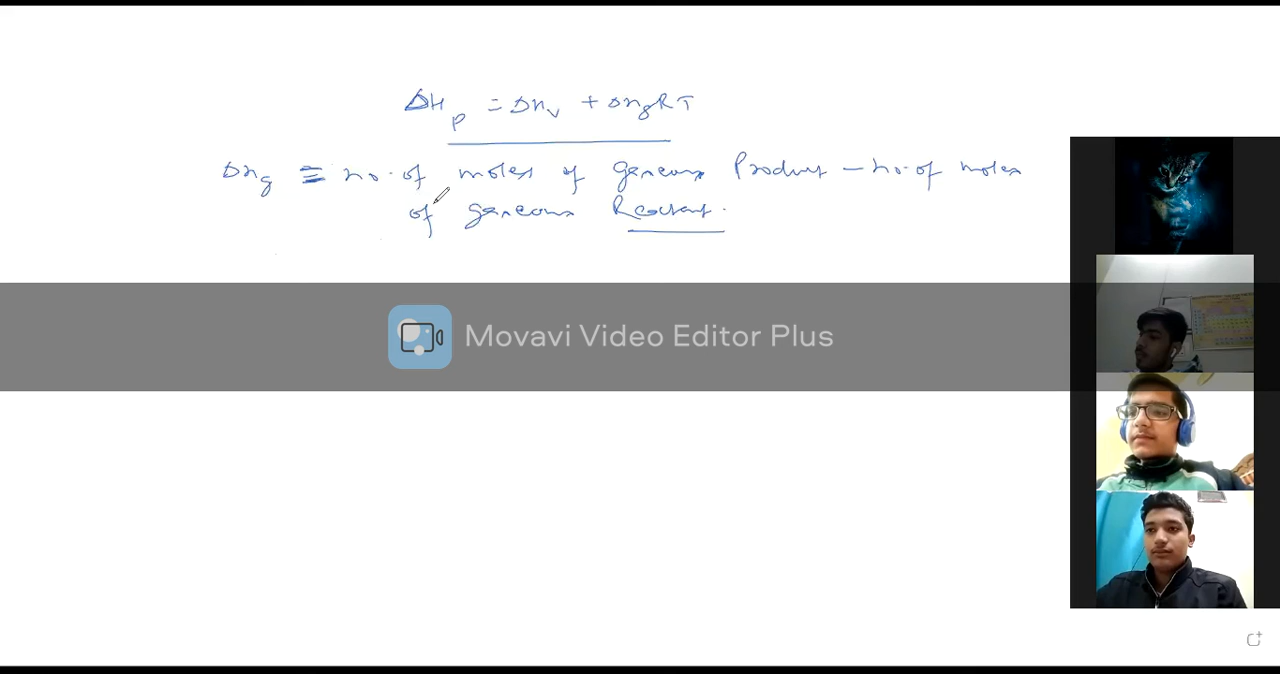 ΔH_p = ΔH_v + Δn_gRT
Δn_g = no. of moles of gaseous Product – no. of moles
of gaseous Reactant.
Movavi Video Editor Plus